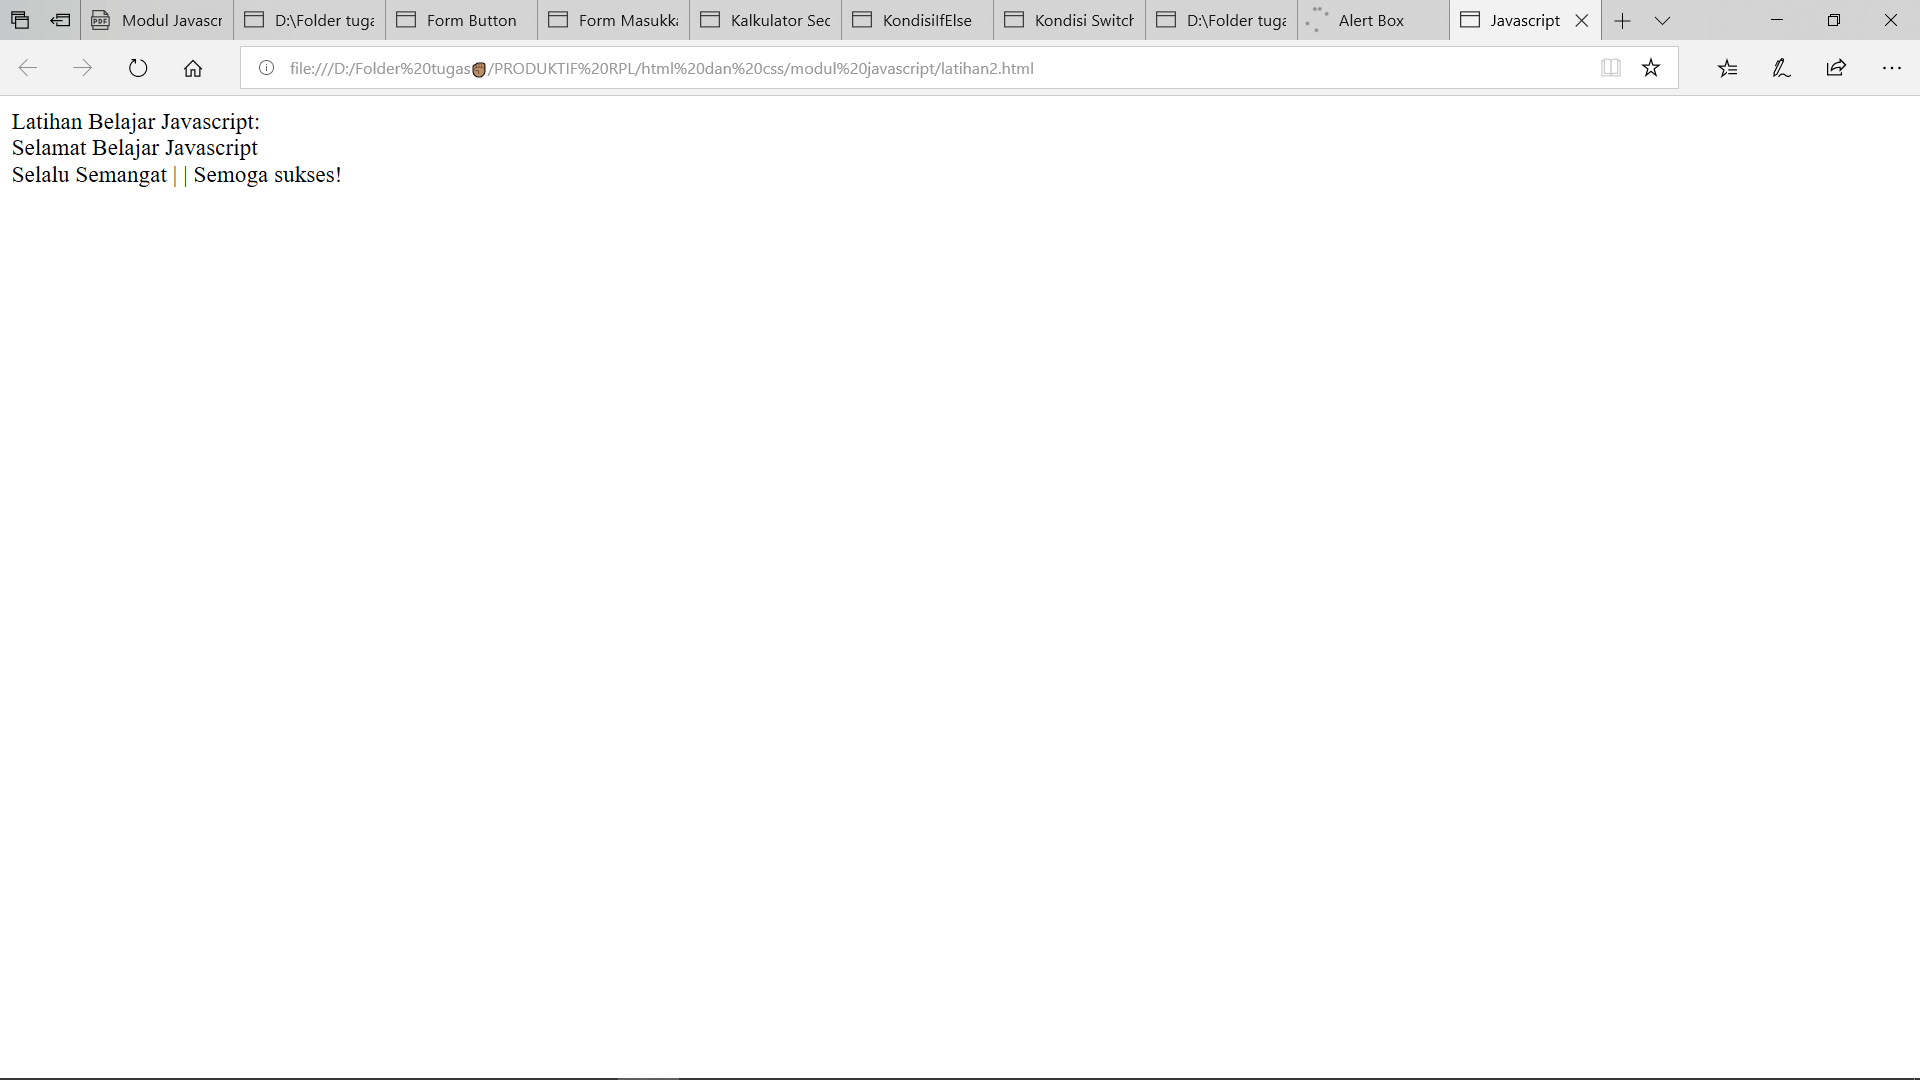 Modul Javascr
D:\Folder tuga
Form Button
Form Masukka
Kalkulator Sec
KondisiIfElse
Kondisi Switch
D:\Folder tuga
Alert Box
Javascript
file:///D:/Folder%20tugas✊🏾/PRODUKTIF%20RPL/html%20dan%20css/modul%20javascript/latihan2.html
Latihan Belajar Javascript:
Selamat Belajar Javascript
Selalu Semangat | | Semoga sukses!